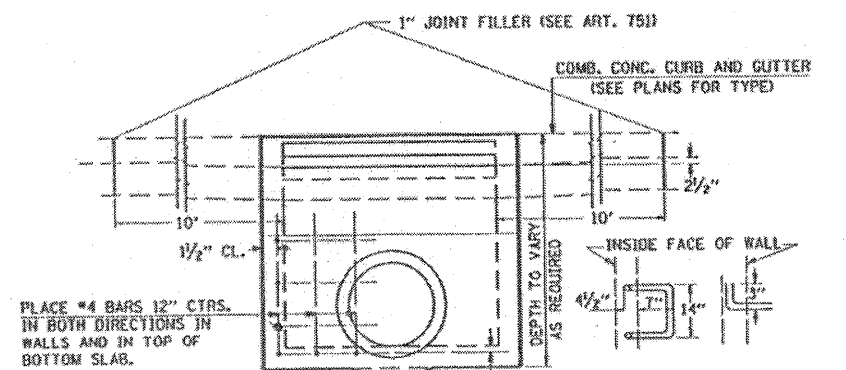 1" JOINT FILLER (SEE ART. 751)
COMB. CONC. CURB AND GUTTER
(SEE PLANS FOR TYPE)
2½"
10'
10'
1½" CL.
DEPTH TO VARY
AS REQUIRED
INSIDE FACE OF WALL
4½"
7"
14"
3"
PLACE #4 BARS 12" CTRS.
IN BOTH DIRECTIONS IN
WALLS AND IN TOP OF
BOTTOM SLAB.